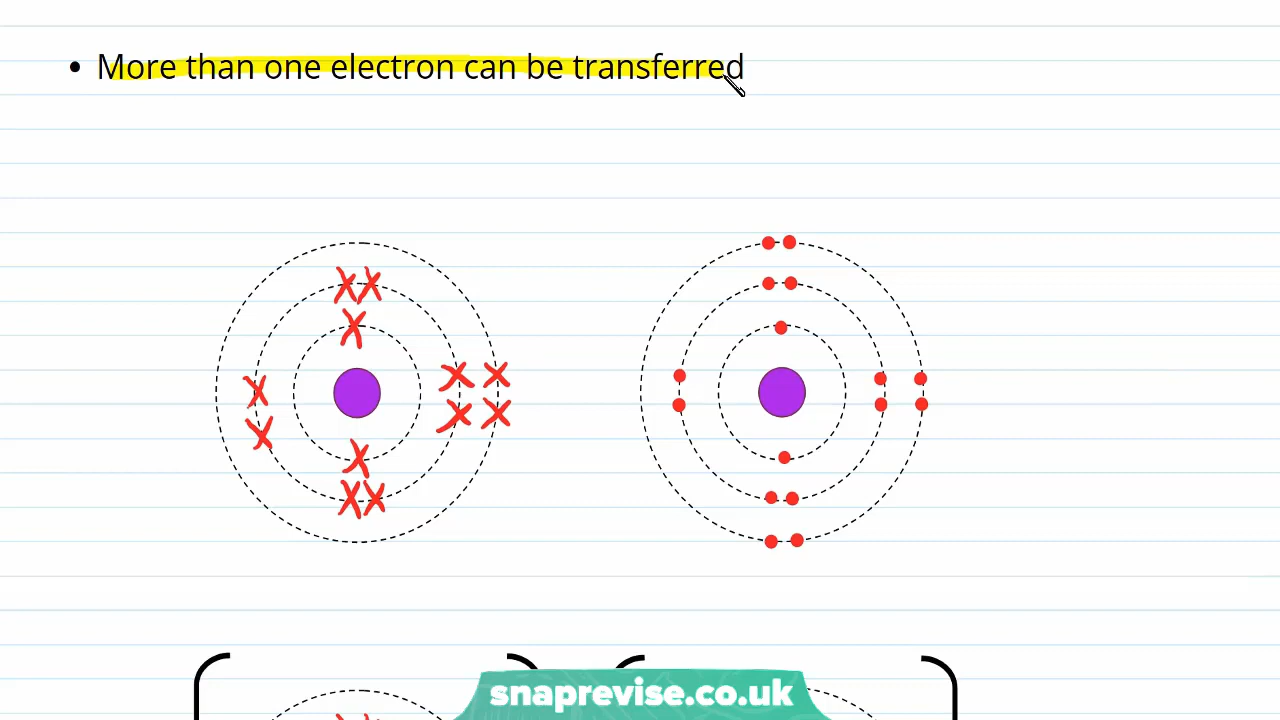 • More than one electron can be transferred
snaprevise.co.uk